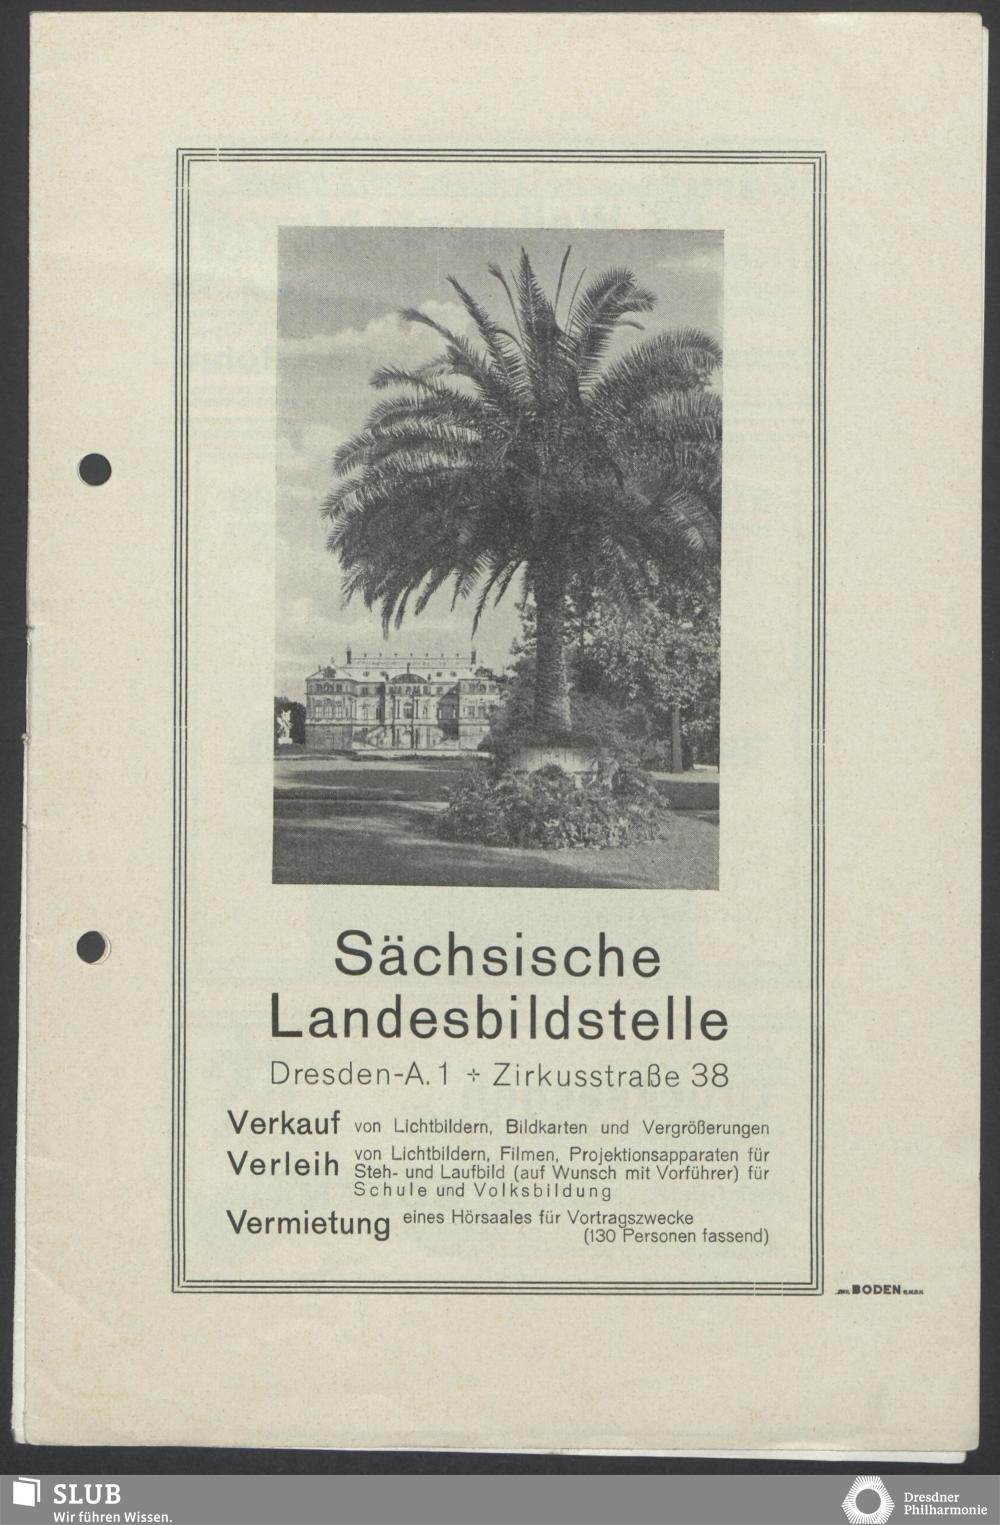 Sächsische
Landesbildstelle
Dresden-A. 1 ÷ Zirkusstraße 38
Verkauf von Lichtbildern, Bildkarten und Vergrößerungen
Verleih von Lichtbildern, Filmen, Projektionsapparaten für
Steh- und Laufbild (auf Wunsch mit Vorführer) für
Schule und Volksbildung
Vermietung eines Hörsaales für Vortragszwecke
(130 Personen fassend)
BODEN
SLUB
Wir führen Wissen.
Dresdner
Philharmonie